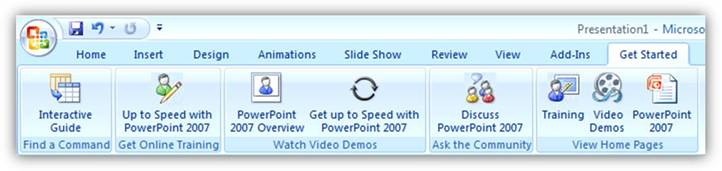 Presentation1 - Microso
Home Insert Design Animations Slide Show Review View Add-Ins Get Started
Interactive Guide
Up to Speed with PowerPoint 2007
PowerPoint 2007 Overview
Get up to Speed with PowerPoint 2007
Discuss PowerPoint 2007
Training
Video Demos
PowerPoint 2007
Find a Command Get Online Training Watch Video Demos Ask the Community View Home Pages